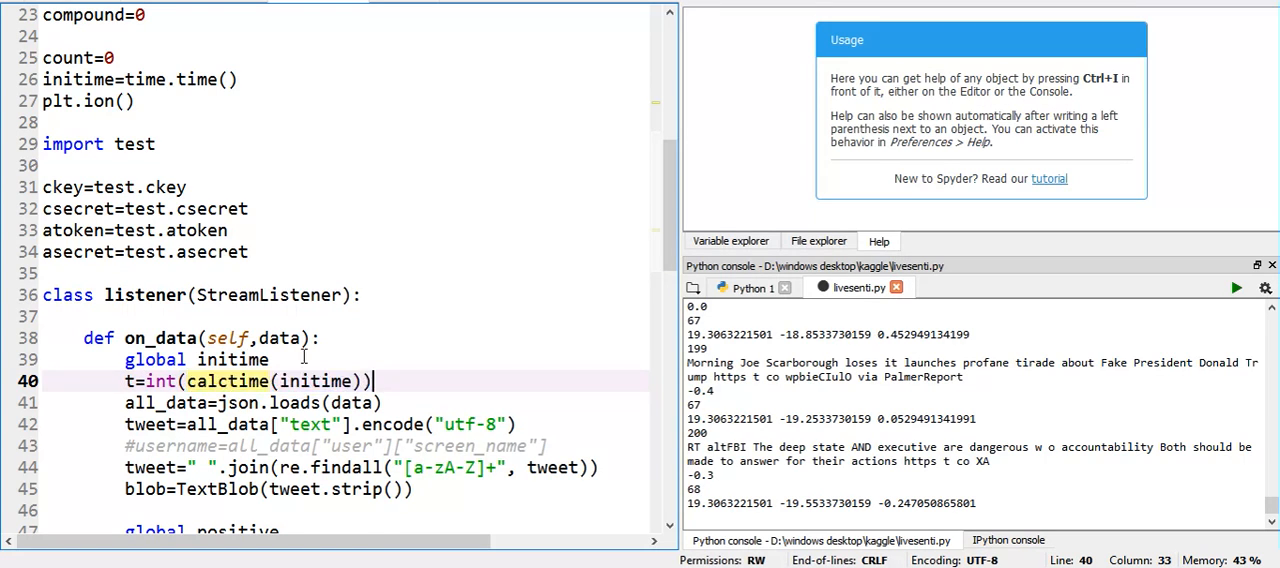 23 compound=0
24
25 count=0
26 initime=time.time()
27 plt.ion()
28
29 import test
30
31 ckey=test.ckey
32 csecret=test.csecret
33 atoken=test.atoken
34 asecret=test.asecret
35
36 class listener(StreamListener):
37
38 def on_data(self,data):
39 global initime
40 t=int(calctime(initime))
41 all_data=json.loads(data)
42 tweet=all_data["text"].encode("utf-8")
43 #username=all_data["user"]["screen_name"]
44 tweet=" ".join(re.findall("[a-zA-Z]+", tweet))
45 blob=TextBlob(tweet.strip())
46
47 global positive
Usage
Here you can get help of any object by pressing Ctrl+I in
front of it, either on the Editor or the Console.
Help can also be shown automatically after writing a left
parenthesis next to an object. You can activate this
behavior in Preferences > Help.
New to Spyder? Read our tutorial
Variable explorer File explorer Help
Python console - D:\windows desktop\kaggle\livesenti.py
Python 1 livesenti.py
0.0
67
19.3063221501 -18.8533730159 0.452949134199
199
Morning Joe Scarborough loses it launches profane tirade about Fake President Donald Tr
ump https t co wpbieCIulO via PalmerReport
-0.4
67
19.3063221501 -19.2533730159 0.0529491341991
200
RT altFBI The deep state AND executive are dangerous w o accountability Both should be
made to answer for their actions https t co XA
-0.3
68
19.3063221501 -19.5533730159 -0.247050865801
Python console - D:\windows desktop\kaggle\livesenti.py IPython console
Permissions: RW End-of-lines: CRLF Encoding: UTF-8 Line: 40 Column: 33 Memory: 43 %